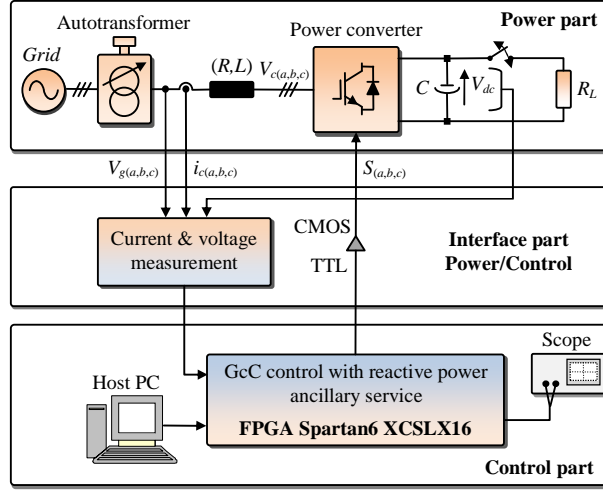 Autotransformer
Power converter
Power part
Grid
(R,L)
Vc(a,b,c)
C
Vdc
RL
Vg(a,b,c)
ic(a,b,c)
S(a,b,c)
Current & voltage
measurement
CMOS
TTL
Interface part
Power/Control
Scope
Host PC
GcC control with reactive power
ancillary service
FPGA Spartan6 XCSLX16
Control part